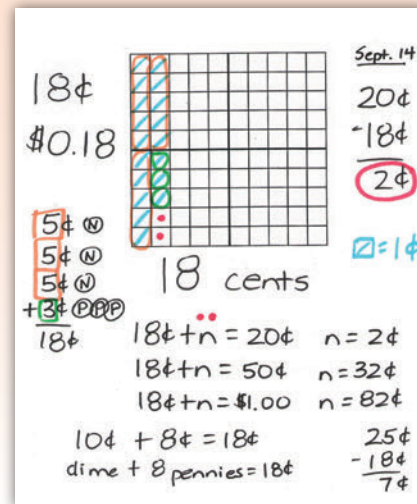 Sept. 14
18¢
$0.18
20¢
-18¢
2¢
= 1¢
5¢ N
5¢ N
5¢ N
+3¢ PPP
18¢
18 cents
18¢+n = 20¢ n = 2¢
18¢+n = 50¢ n = 32¢
18¢+n = $1.00 n = 82¢
10¢ + 8¢ = 18¢
dime + 8 pennies = 18¢
25¢
-18¢
7¢